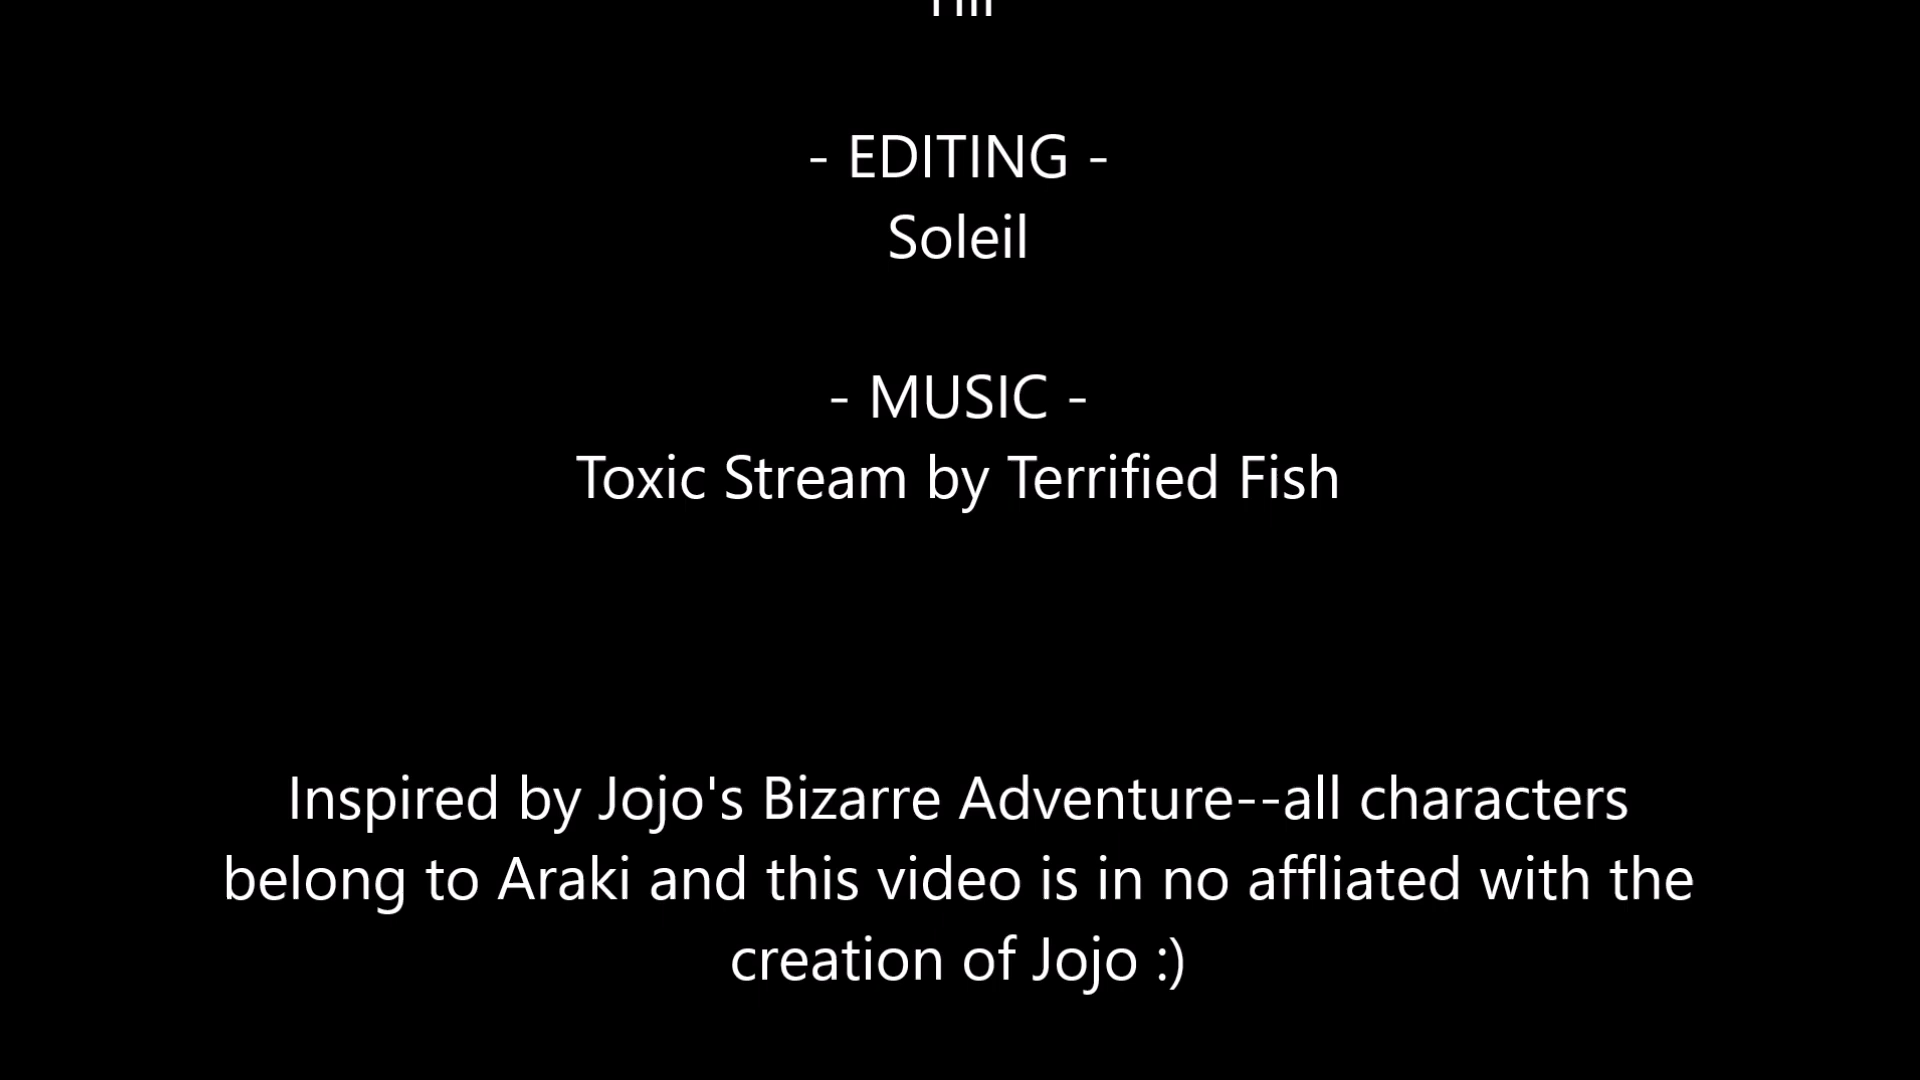 - EDITING -
Soleil
- MUSIC -
Toxic Stream by Terrified Fish
Inspired by Jojo's Bizarre Adventure--all characters
belong to Araki and this video is in no affliated with the
creation of Jojo :)